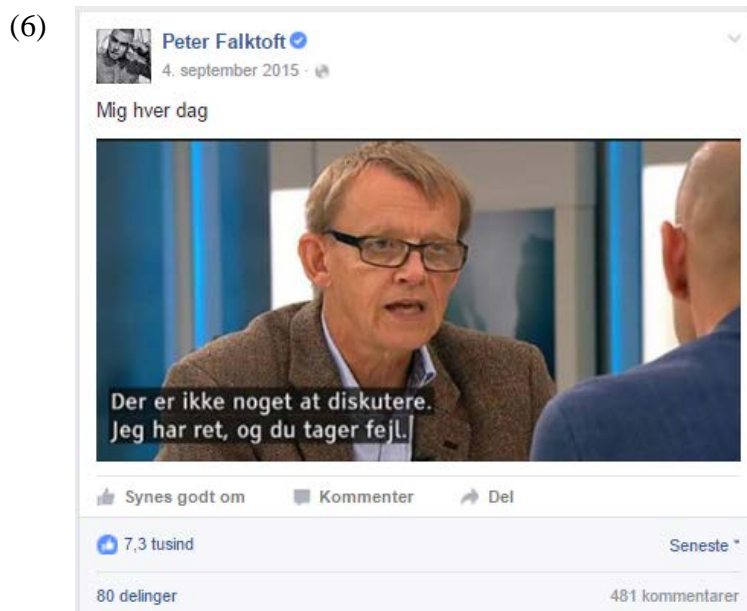 (6)
Peter Falktoft
4. september 2015
Mig hver dag
Der er ikke noget at diskutere.
Jeg har ret, og du tager fejl.
Synes godt om Kommenter Del
7,3 tusind Seneste
80 delinger 481 kommentarer